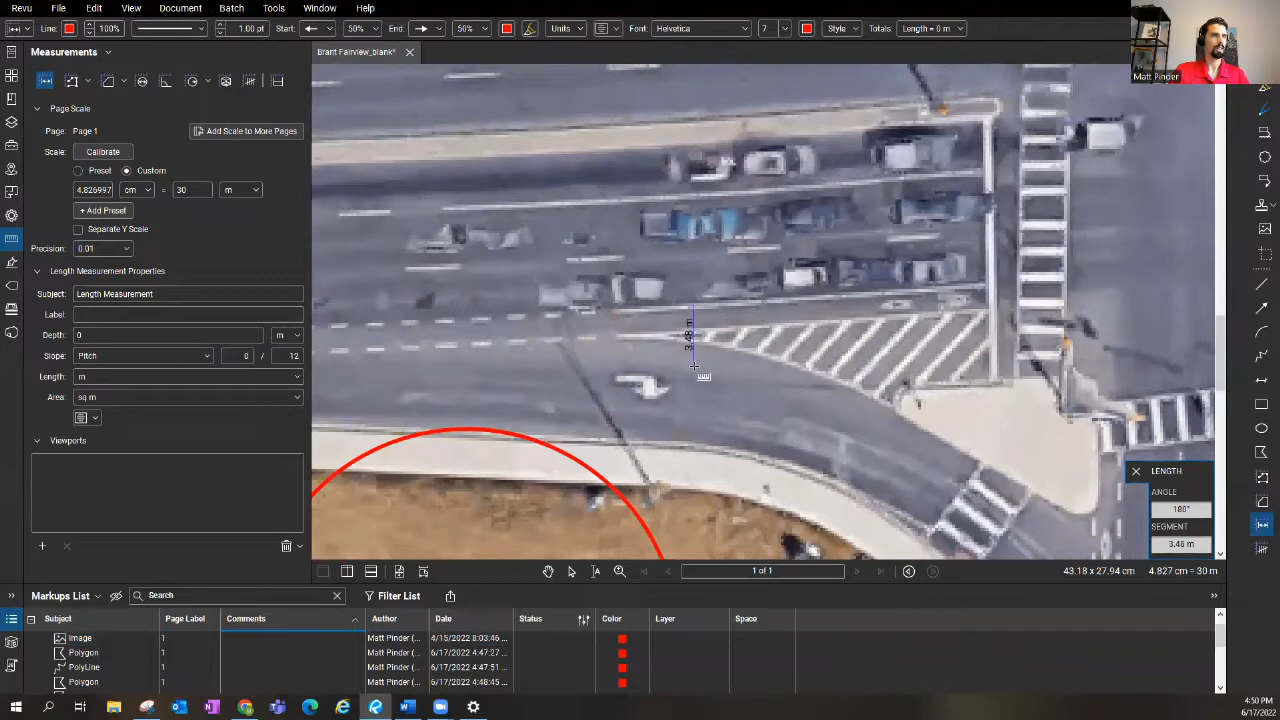 Revu File Edit View Document Batch Tools Window Help
Line: 100% 1.00 pt Start: 50% End: 50% Units Font: Helvetica 7 Style Totals: Length = 0 m
Matt Pinder
Measurements
Brant Fairview_blank*
Page Scale
Page: Page 1 Add Scale to More Pages
Scale: Calibrate
Preset Custom
4.826997 cm = 30 m
+ Add Preset
Separate Y Scale
Precision: 0.01
Length Measurement Properties
Subject: Length Measurement
Label:
Depth: 0 m
Slope: Pitch 0 / 12
Length: m
Area: sq m
Viewports
3.48 m
LENGTH
ANGLE
180°
SEGMENT
3.46 m
1 of 1
43.18 x 27.94 cm 4.827 cm = 30 m
Markups List Search Filter List
Subject Page Label Comments Author Date Status Color Layer Space
Image 1 Matt Pinder (... 4/15/2022 8:03:46 ...
Polygon 1 Matt Pinder (... 6/17/2022 4:47:27 ...
PolyLine 1 Matt Pinder (... 6/17/2022 4:47:51 ...
Polygon 1 Matt Pinder (... 6/17/2022 4:48:45 ...
4:50 PM
6/17/2022